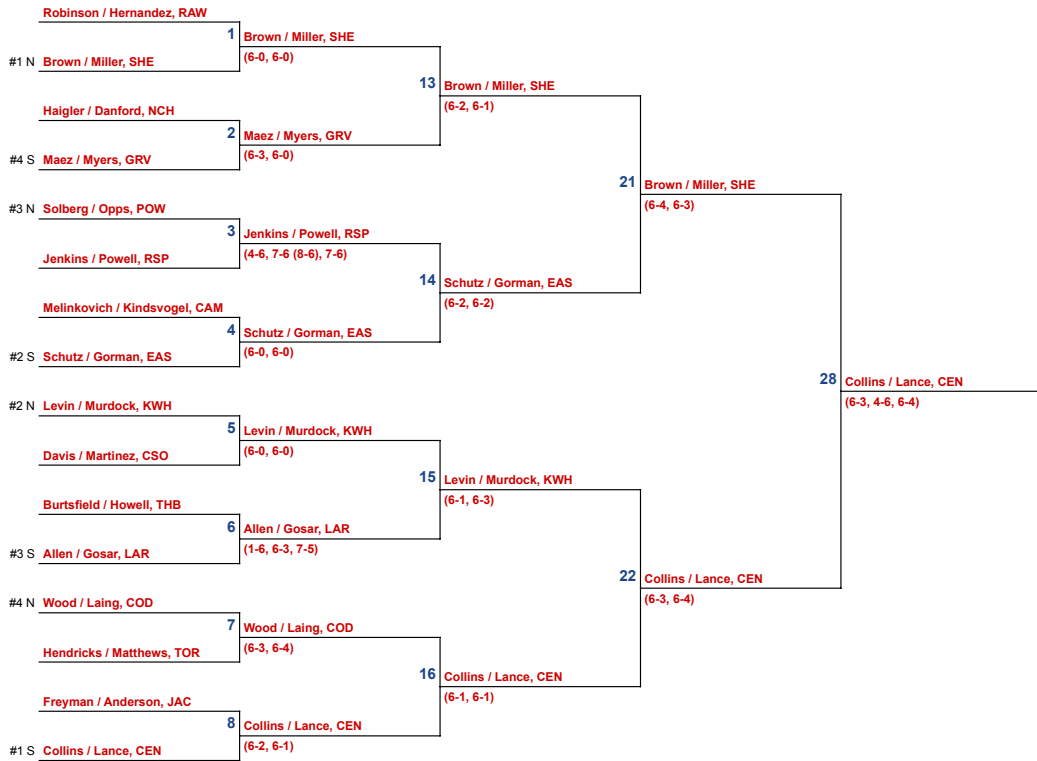 Robinson / Hernandez, RAW
1
#1 N Brown / Miller, SHE
Brown / Miller, SHE
(6-0, 6-0)
Haigler / Danford, NCH
2
#4 S Maez / Myers, GRV
Maez / Myers, GRV
(6-3, 6-0)
13
Brown / Miller, SHE
(6-2, 6-1)
#3 N Solberg / Opps, POW
3
Jenkins / Powell, RSP
Jenkins / Powell, RSP
(4-6, 7-6 (8-6), 7-6)
Melinkovich / Kindsvogel, CAM
4
#2 S Schutz / Gorman, EAS
Schutz / Gorman, EAS
(6-0, 6-0)
14
Schutz / Gorman, EAS
(6-2, 6-2)
21
Brown / Miller, SHE
(6-4, 6-3)
#2 N Levin / Murdock, KWH
5
Davis / Martinez, CSO
Levin / Murdock, KWH
(6-0, 6-0)
Burtsfield / Howell, THB
6
#3 S Allen / Gosar, LAR
Allen / Gosar, LAR
(1-6, 6-3, 7-5)
15
Levin / Murdock, KWH
(6-1, 6-3)
#4 N Wood / Laing, COD
7
Hendricks / Matthews, TOR
Wood / Laing, COD
(6-3, 6-4)
Freyman / Anderson, JAC
8
#1 S Collins / Lance, CEN
Collins / Lance, CEN
(6-2, 6-1)
16
Collins / Lance, CEN
(6-1, 6-1)
22
Collins / Lance, CEN
(6-3, 6-4)
28
Collins / Lance, CEN
(6-3, 4-6, 6-4)